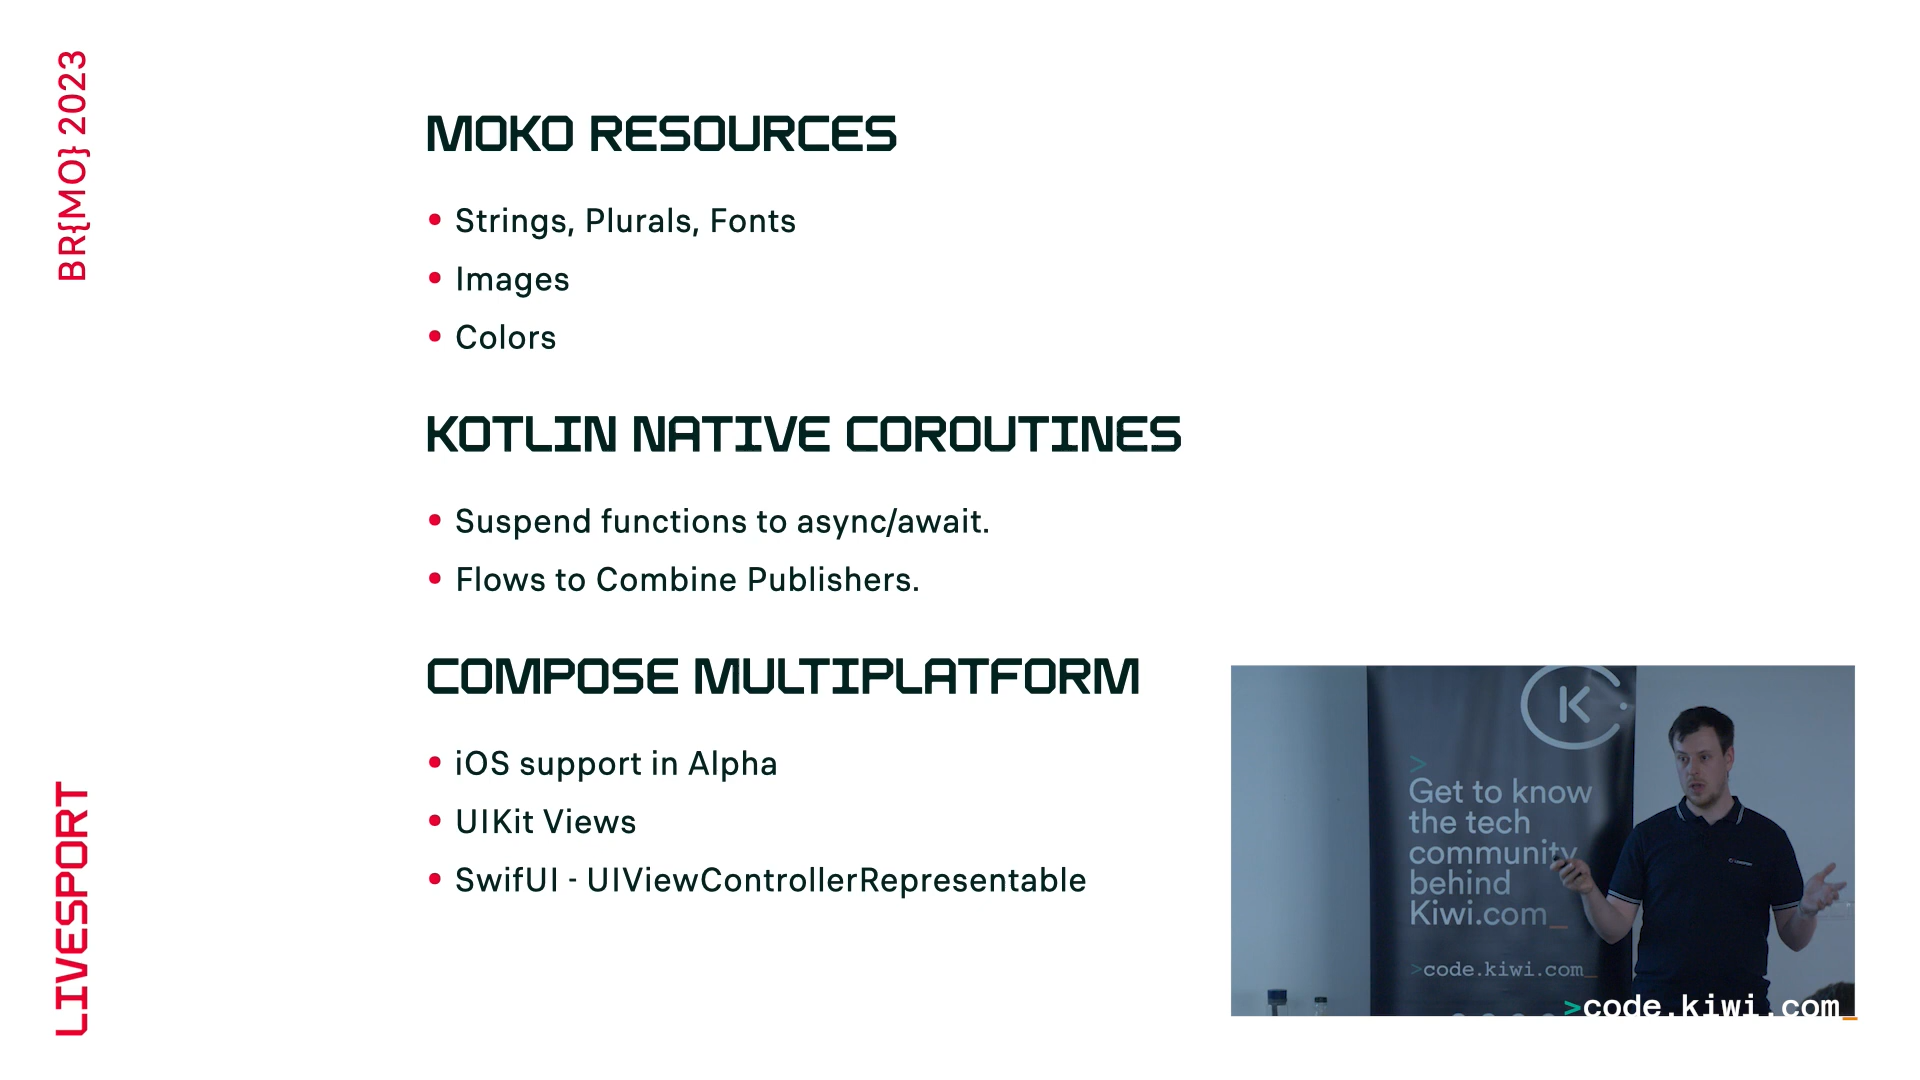 BR{MO} 2023
MOKO RESOURCES
• Strings, Plurals, Fonts
• Images
• Colors
KOTLIN NATIVE COROUTINES
• Suspend functions to async/await.
• Flows to Combine Publishers.
COMPOSE MULTIPLATFORM
• iOS support in Alpha
• UIKit Views
• SwifUI - UIViewControllerRepresentable
LIVESPORT
K
>
Get to know
the tech
community
behind
Kiwi.com_
>code.kiwi.com_
>code.kiwi.com_